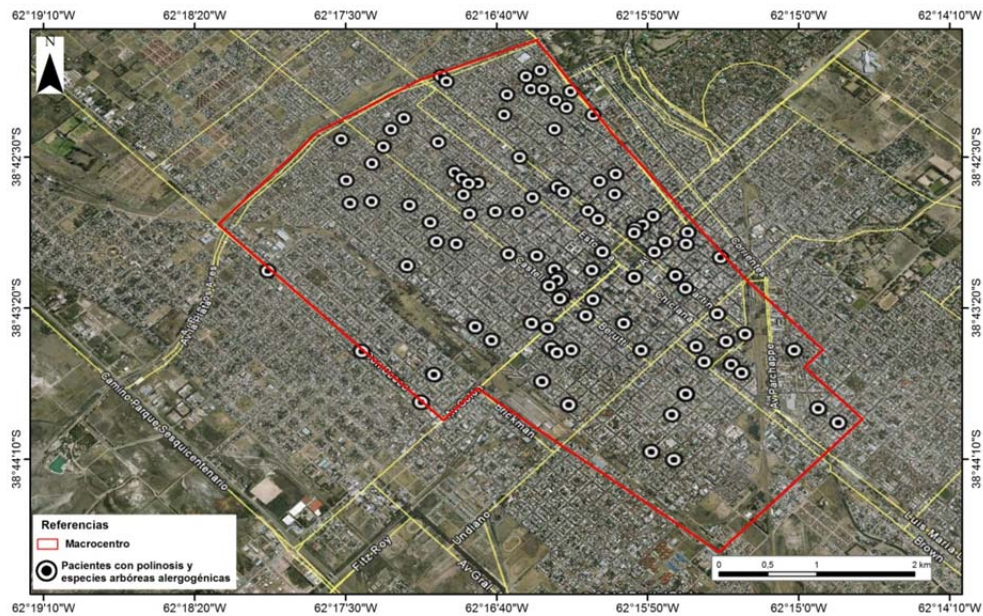 62°19'10"O 62°18'20"O 62°17'30"O 62°16'40"O 62°15'50"O 62°15'00"O 62°14'10"O
N
38°42'30"S 38°42'30"S
Corrientes
38°43'20"S 38°43'20"S
Av Parchappe
Brickman
38°44'10"S 38°44'10"S
Camino Parque Sesquicentenario
Undiano
Fitz-Roy
Luis María
Brown
Referencias
Macrocentro
Pacientes con polinosis y
especies arbóreas alergogénicas
0 0,5 1 2 km
62°19'10"O 62°18'20"O 62°17'30"O 62°16'40"O 62°15'50"O 62°15'00"O 62°14'10"O